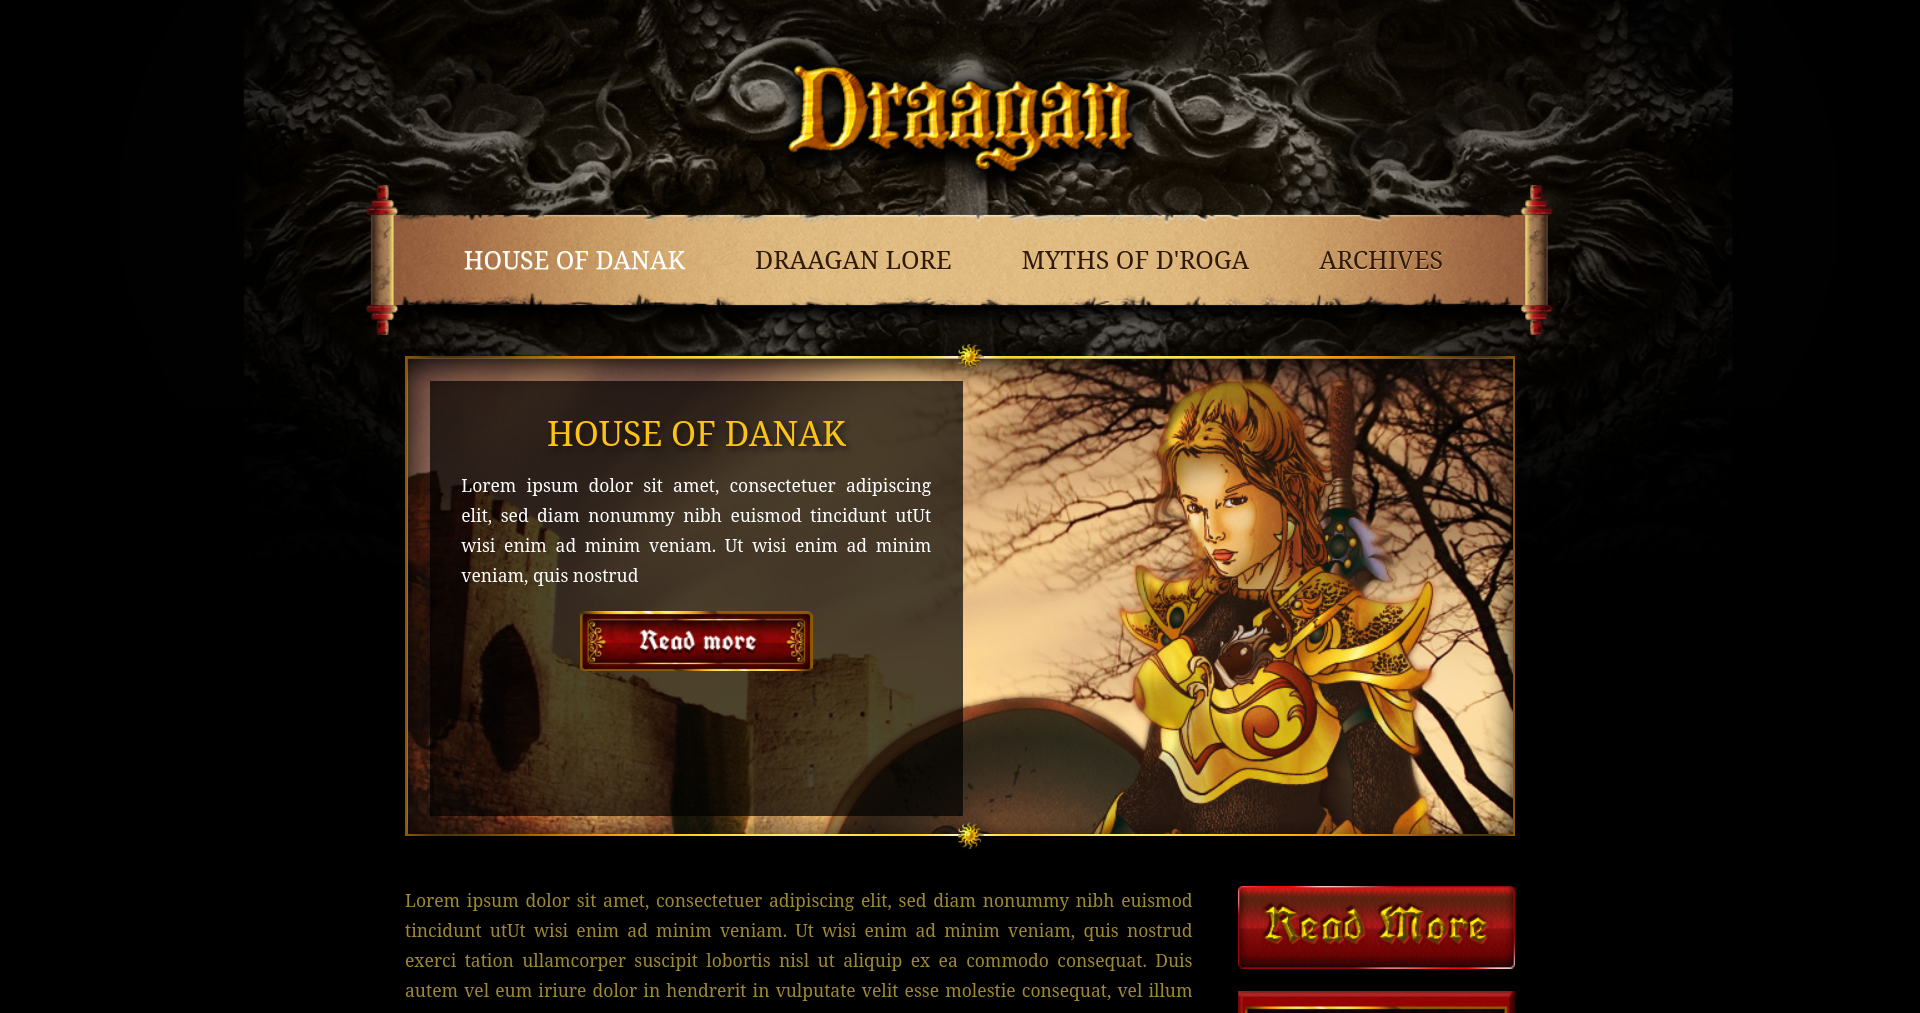 Draagan
HOUSE OF DANAK
DRAAGAN LORE
MYTHS OF D'ROGA
ARCHIVES
HOUSE OF DANAK
Lorem ipsum dolor sit amet, consectetuer adipiscing
elit, sed diam nonummy nibh euismod tincidunt utUt
wisi enim ad minim veniam. Ut wisi enim ad minim
veniam, quis nostrud
Read more
Lorem ipsum dolor sit amet, consectetuer adipiscing elit, sed diam nonummy nibh euismod
tincidunt utUt wisi enim ad minim veniam. Ut wisi enim ad minim veniam, quis nostrud
exerci tation ullamcorper suscipit lobortis nisl ut aliquip ex ea commodo consequat. Duis
autem vel eum iriure dolor in hendrerit in vulputate velit esse molestie consequat, vel illum
Read More